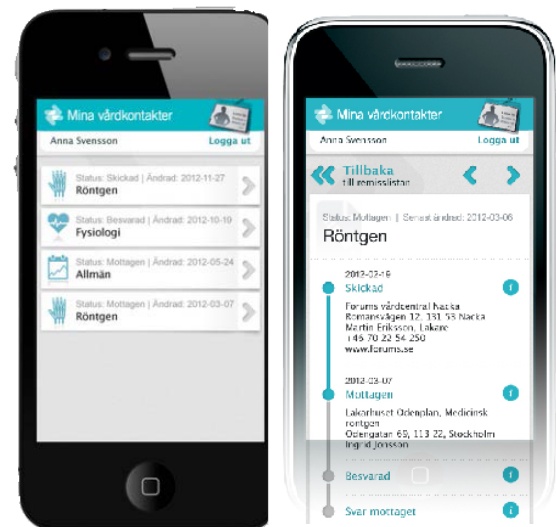 Mina vårdkontakter
Anna Svensson Logga ut
Status: Skickad | Ändrad: 2012-11-27
Röntgen
Status: Besvarad | Ändrad: 2012-10-19
Fysiologi
Status: Mottagen | Ändrad: 2012-05-24
Allmän
Status: Mottagen | Ändrad: 2012-03-07
Röntgen
Mina vårdkontakter
Anna Svensson Logga ut
Tillbaka
till remisslistan
Status: Mottagen | Senast ändrad: 2012-03-06
Röntgen
2012-02-19
Skickad
Forums vårdcentral Nacka
Romansvägen 12, 131 53 Nacka
Martin Eriksson, Läkare
+46 70 22 54 250
www.forums.se
2012-03-07
Mottagen
Läkarhuset Odenplan, Medicinsk
röntgen
Odengatan 69, 113 22, Stockholm
Ingrid Jonsson
Besvarad
Svar mottaget